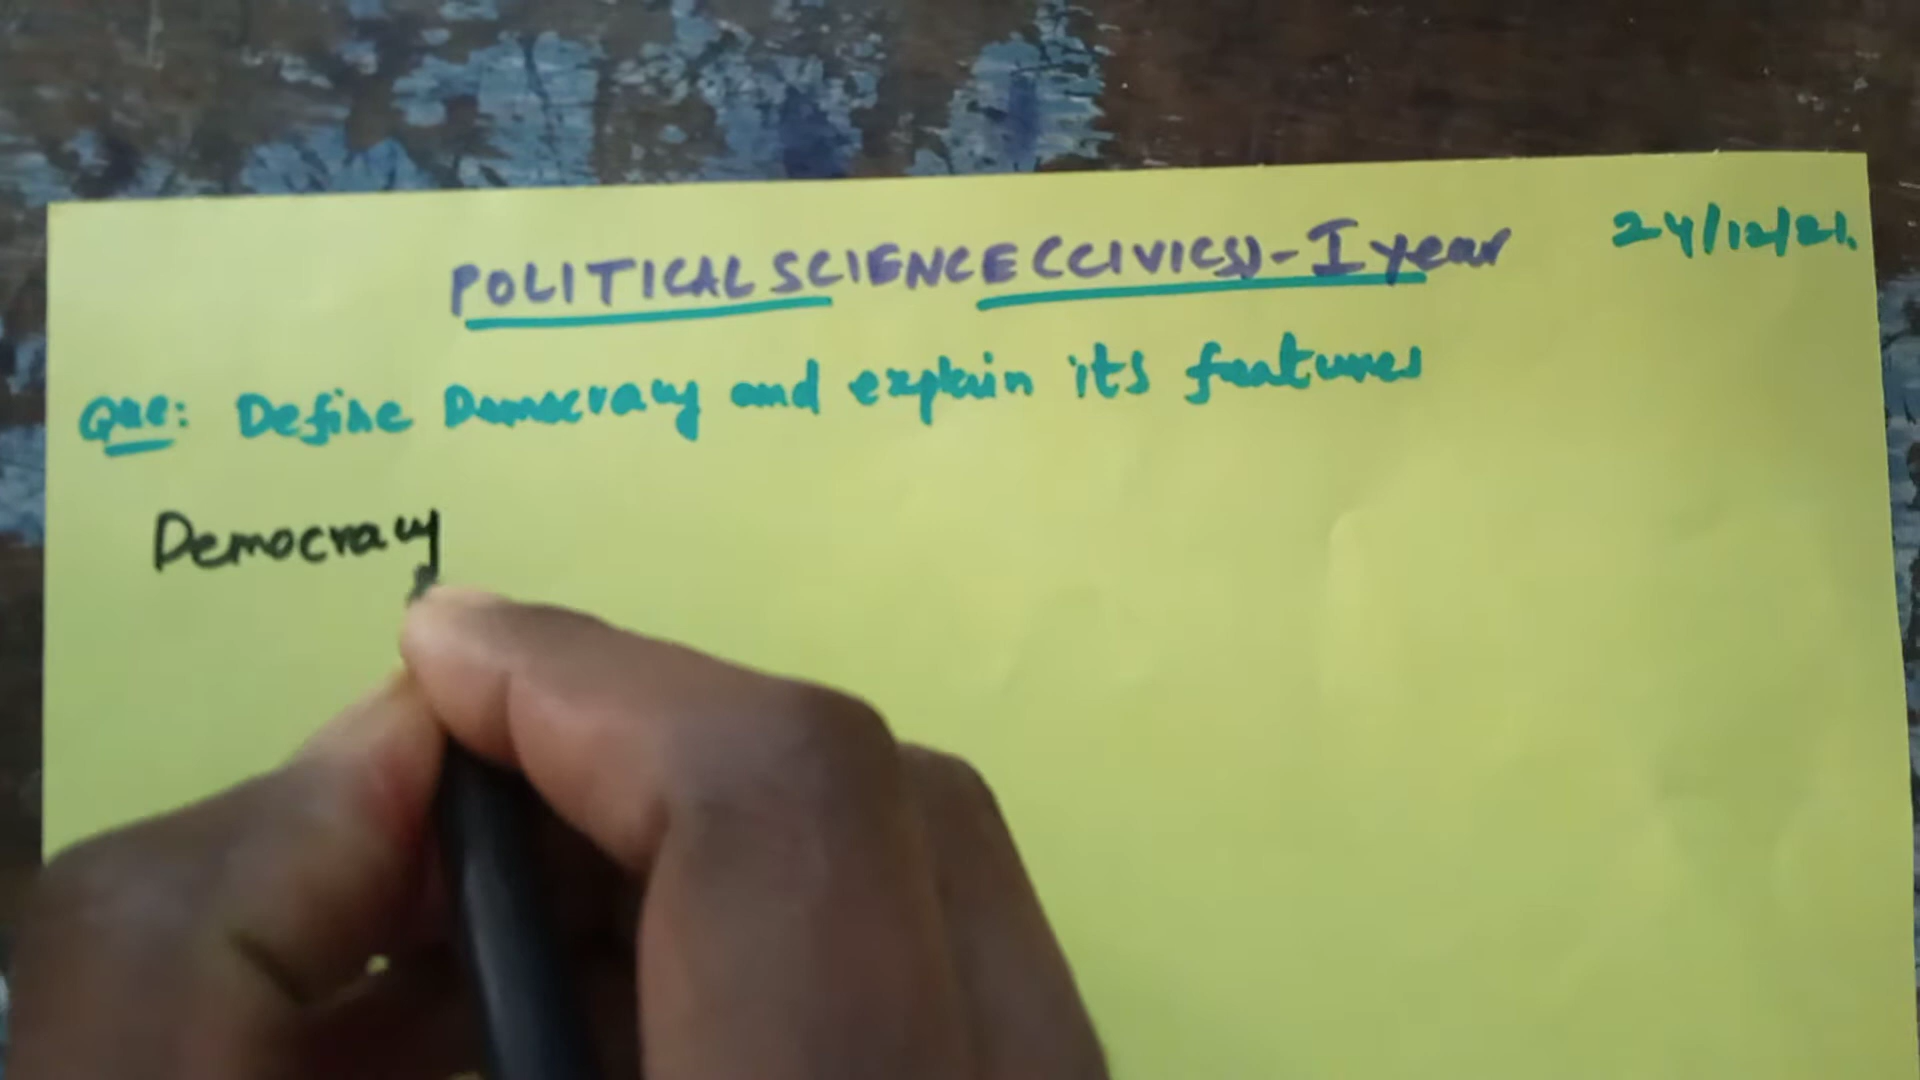 POLITICAL SCIENCE (CIVICS) - I year 24/12/21.
Que: Define Democracy and explain its features
Democracy